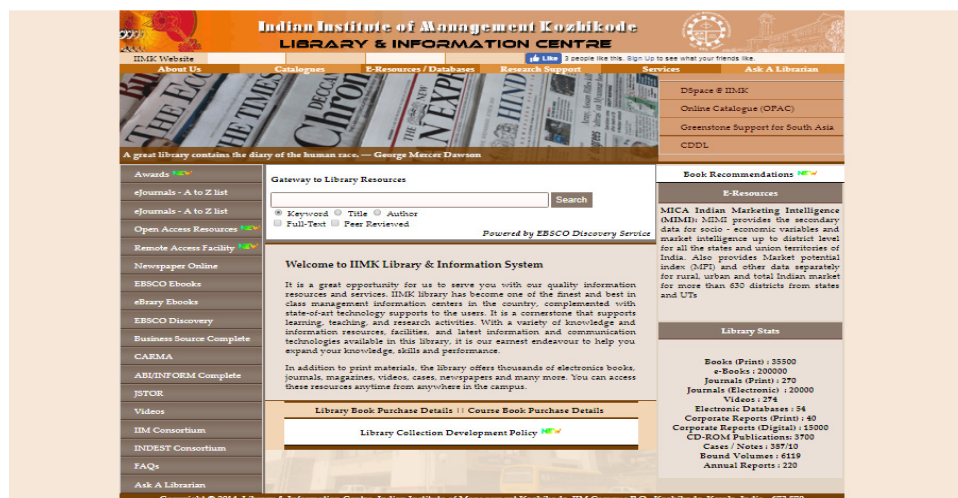 Indian Institute of Management Kozhikode
LIBRARY & INFORMATION CENTRE
IIMK Website
Like 3 people like this. Sign Up to see what your friends like.
About Us Catalogues E-Resources / Databases Research Support Services Ask A Librarian
THE TIMES
DECCAN
Chron
THE NEW
N EXP
HIND
A great library contains the diary of the human race. — George Mercer Dawson
DSpace @ IIMK
Online Catalogue (OPAC)
Greenstone Support for South Asia
CDDL
Awards NEW
eJournals - A to Z list
eJournals - A to Z list
Open Access Resources NEW
Remote Access Facility NEW
Newspaper Online
EBSCO Ebooks
eBrary Ebooks
EBSCO Discovery
Business Source Complete
CARMA
ABI/INFORM Complete
JSTOR
Videos
IIM Consortium
INDEST Consortium
FAQs
Ask A Librarian
Gateway to Library Resources
Search
Keyword Title Author
Full-Text Peer Reviewed
Powered by EBSCO Discovery Service
Welcome to IIMK Library & Information System
It is a great opportunity for us to serve you with our quality information
resources and services. IIMK library has become one of the finest and best in
class management information centers in the country, complemented with
state-of-art technology supports to the users. It is a cornerstone that supports
learning, teaching, and research activities. With a variety of knowledge and
information resources, facilities, and latest information and communication
technologies available in this library, it is our earnest endeavour to help you
expand your knowledge, skills and performance.
In addition to print materials, the library offers thousands of electronics books,
journals, magazines, videos, cases, newspapers and many more. You can access
these resources anytime from anywhere in the campus.
Library Book Purchase Details || Course Book Purchase Details
Library Collection Development Policy NEW
Book Recommendations NEW
E-Resources
MICA Indian Marketing Intelligence
(MIMI): MIMI provides the secondary
data for socio - economic variables and
market intelligence up to district level
for all the states and union territories of
India. Also provides Market potential
index (MPI) and other data separately
for rural, urban and total Indian market
for more than 630 districts from states
and UTs
Library Stats
Books (Print) : 35500
e-Books : 200000
Journals (Print) : 270
Journals (Electronic) : 20000
Videos : 274
Electronic Databases : 54
Corporate Reports (Print) : 40
Corporate Reports (Digital) : 15000
CD-ROM Publications: 3700
Cases / Notes : 387/10
Bound Volumes : 6119
Annual Reports : 220